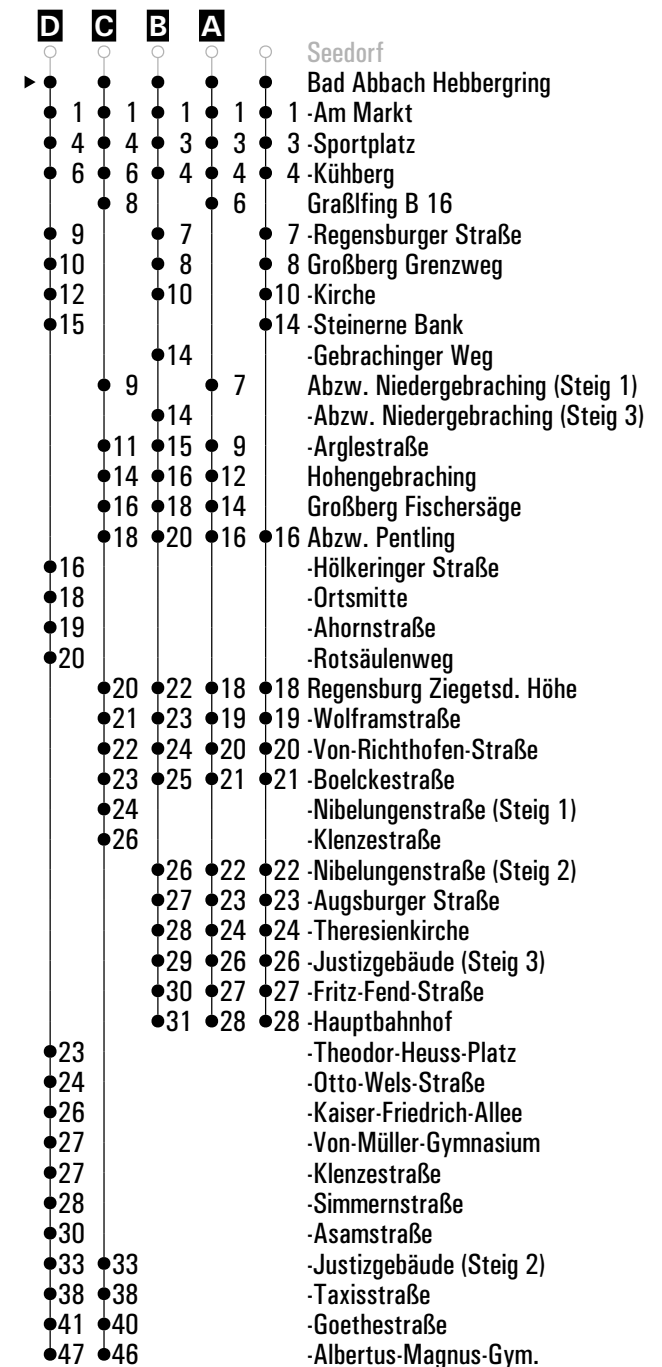 D C B A
Seedorf
Bad Abbach Hebbergring
1 1 1 1 1 -Am Markt
4 4 3 3 3 -Sportplatz
6 6 4 4 4 -Kühberg
8 6 Graßlfing B 16
9 7 7 -Regensburger Straße
10 8 8 Großberg Grenzweg
12 10 10 -Kirche
15 14 -Steinerne Bank
14 -Gebrachinger Weg
9 7 Abzw. Niedergebraching (Steig 1)
14 -Abzw. Niedergebraching (Steig 3)
11 15 9 -Arglestraße
14 16 12 Hohengebraching
16 18 14 Großberg Fischersäge
18 20 16 16 Abzw. Pentling
16 -Hölkeringer Straße
18 -Ortsmitte
19 -Ahornstraße
20 -Rotsäulenweg
20 22 18 18 Regensburg Ziegetsd. Höhe
21 23 19 19 -Wolframstraße
22 24 20 20 -Von-Richthofen-Straße
23 25 21 21 -Boelckestraße
24 -Nibelungenstraße (Steig 1)
26 -Klenzestraße
26 22 22 -Nibelungenstraße (Steig 2)
27 23 23 -Augsburger Straße
28 24 24 -Theresienkirche
29 26 26 -Justizgebäude (Steig 3)
30 27 27 -Fritz-Fend-Straße
31 28 28 -Hauptbahnhof
23 -Theodor-Heuss-Platz
24 -Otto-Wels-Straße
26 -Kaiser-Friedrich-Allee
27 -Von-Müller-Gymnasium
27 -Klenzestraße
28 -Simmernstraße
30 -Asamstraße
33 33 -Justizgebäude (Steig 2)
38 38 -Taxisstraße
41 40 -Goethestraße
47 46 -Albertus-Magnus-Gym.